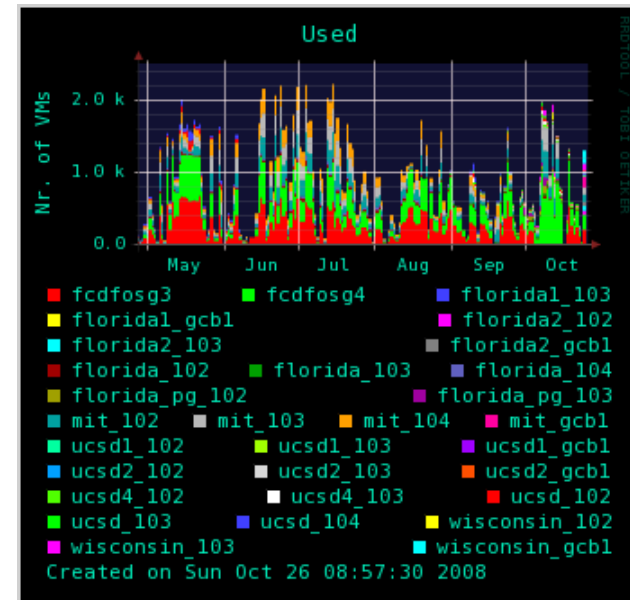 Used
RRDTOOL / TOBI OETIKER
Nr. of VMs
2.0 k
1.0 k
0.0
May Jun Jul Aug Sep Oct
fcdfosg3 fcdfosg4 florida1_103
florida1_gcb1 florida2_102
florida2_103 florida2_gcb1
florida_102 florida_103 florida_104
florida_pg_102 florida_pg_103
mit_102 mit_103 mit_104 mit_gcb1
ucsd1_102 ucsd1_103 ucsd1_gcb1
ucsd2_102 ucsd2_103 ucsd2_gcb1
ucsd4_102 ucsd4_103 ucsd_102
ucsd_103 ucsd_104 wisconsin_102
wisconsin_103 wisconsin_gcb1
Created on Sun Oct 26 08:57:30 2008